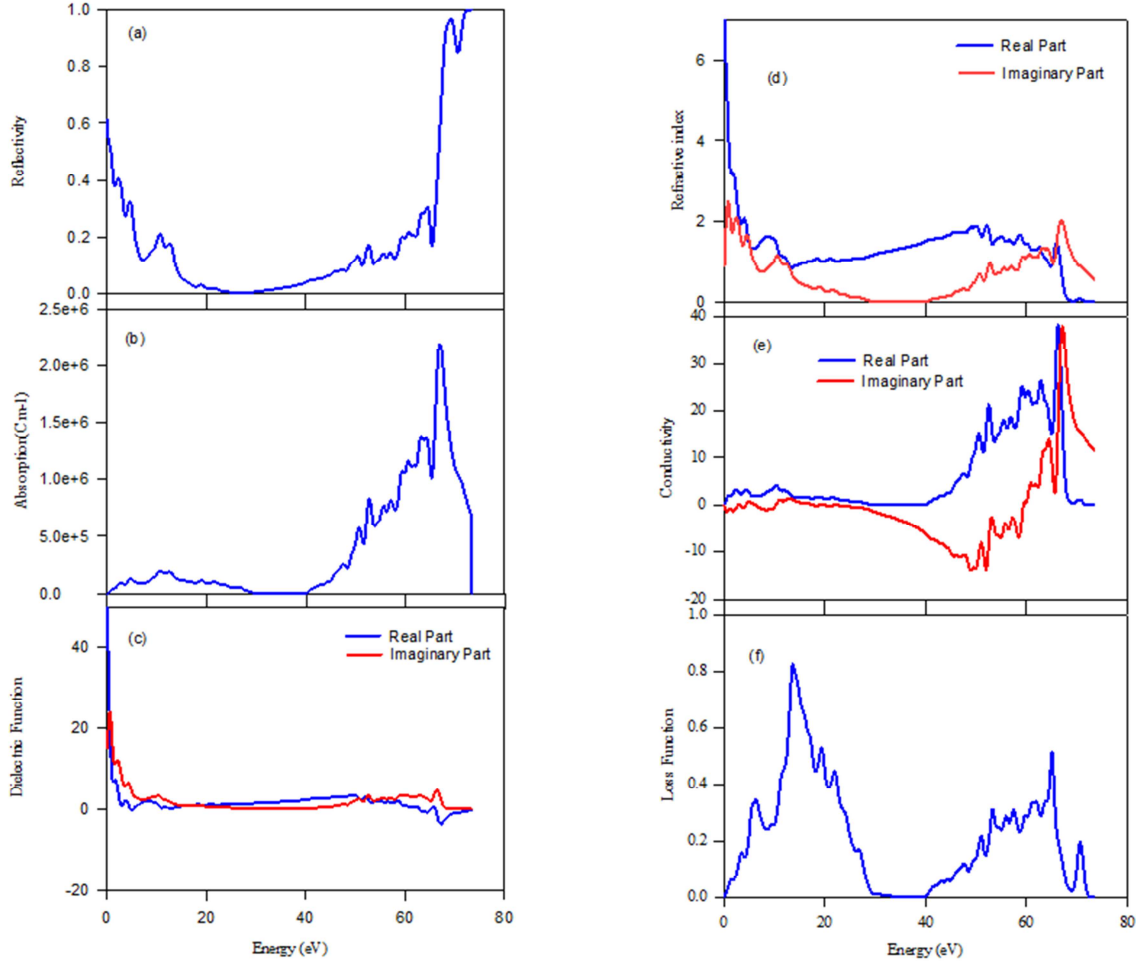 (a)
1.0
0.8
0.6
0.4
0.2
0.0
Reflectivity
(b)
2.5e+6
2.0e+6
1.5e+6
1.0e+6
5.0e+5
0.0
Absorption(Cm-1)
(c)
Real Part
Imaginary Part
40
20
0
-20
Dielectric Function
0 20 40 60 80
Energy (eV)
(d)
Real Part
Imaginary Part
6
4
2
0
Refractive index
(e)
Real Part
Imaginary Part
40
30
20
10
0
-10
-20
Conductivity
(f)
1.0
0.8
0.6
0.4
0.2
0.0
Loss Function
0 20 40 60 80
Energy (eV)